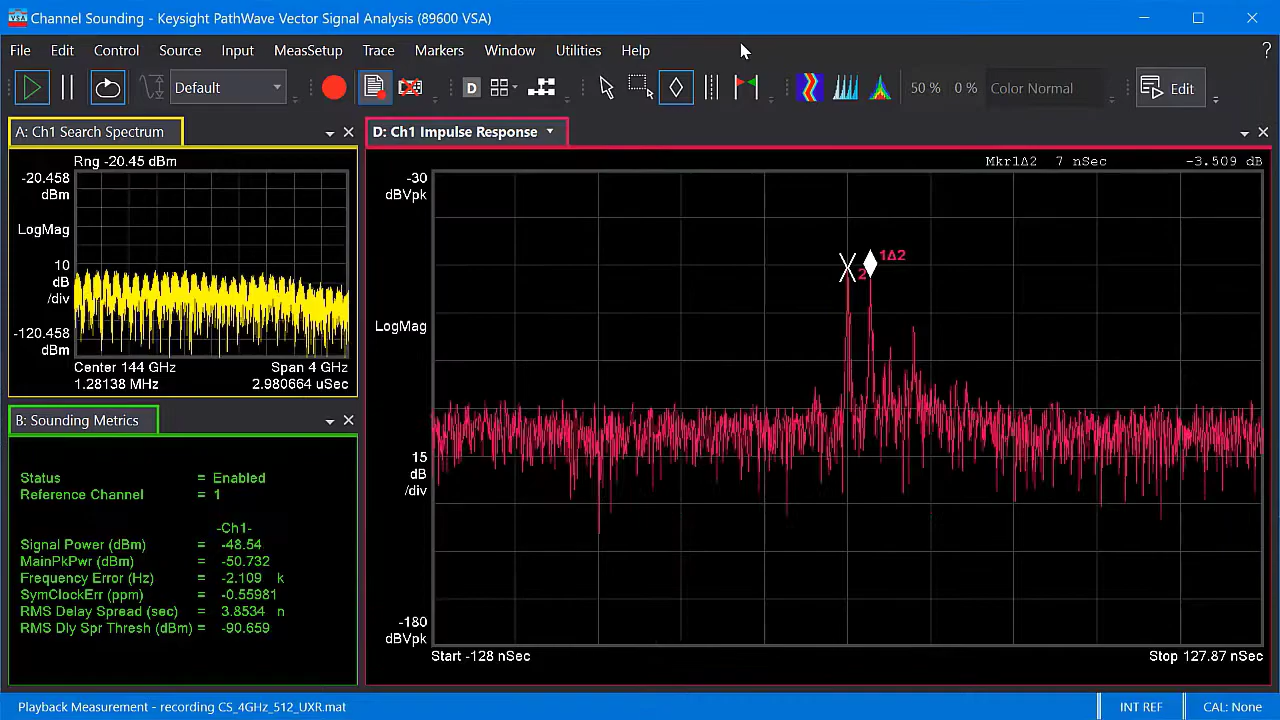 VSA
Channel Sounding - Keysight PathWave Vector Signal Analysis (89600 VSA)
File Edit Control Source Input MeasSetup Trace Markers Window Utilities Help ?
Default D 50 % 0 % Color Normal Edit
A: Ch1 Search Spectrum
Rng -20.45 dBm
-20.458
dBm
LogMag
10
dB
/div
-120.458
dBm
Center 144 GHz Span 4 GHz
1.28138 MHz 2.980664 uSec
B: Sounding Metrics
Status = Enabled
Reference Channel = 1
-Ch1-
Signal Power (dBm) = -48.54
MainPkPwr (dBm) = -50.732
Frequency Error (Hz) = -2.109 k
SymClockErr (ppm) = -0.55981
RMS Delay Spread (sec) = 3.8534 n
RMS Dly Spr Thresh (dBm) = -90.659
D: Ch1 Impulse Response
Mkr1Δ2 7 nSec -3.509 dB
-30
dBVpk
1Δ2
2
LogMag
15
dB
/div
-180
dBVpk
Start -128 nSec Stop 127.87 nSec
Playback Measurement - recording CS_4GHz_512_UXR.mat INT REF CAL: None